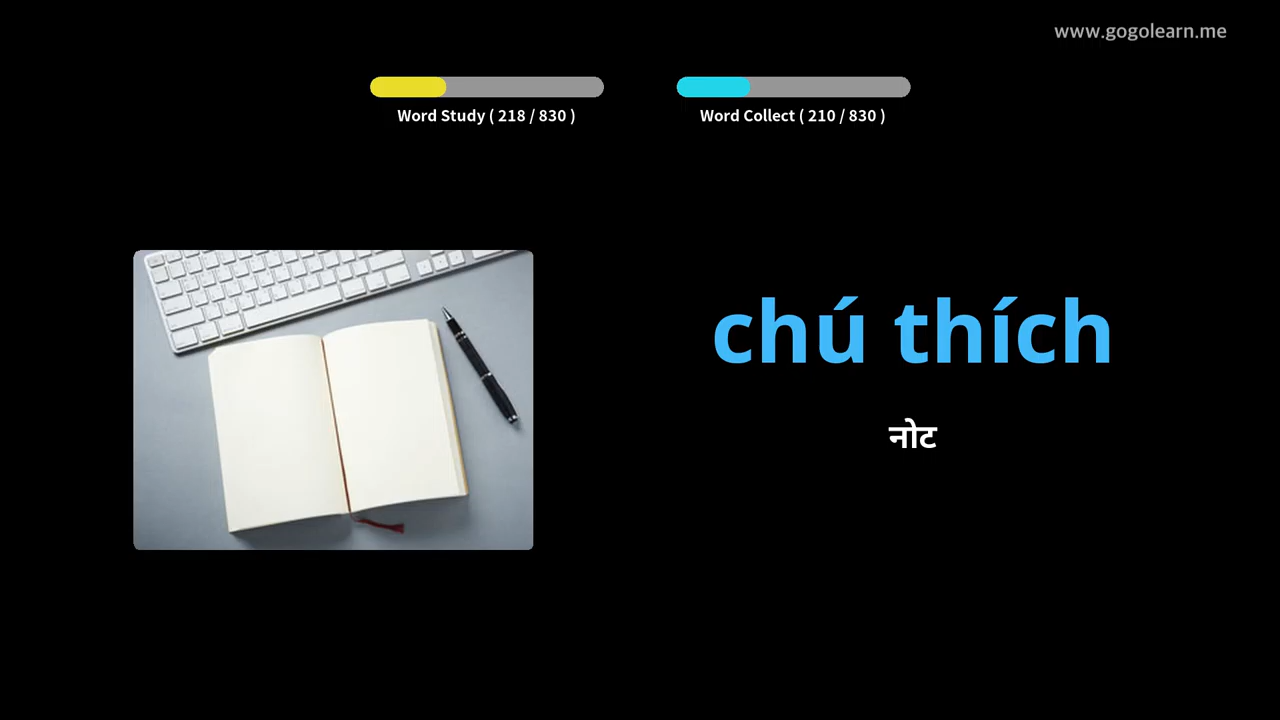 www.gogolearn.me
Word Study ( 218 / 830 )
Word Collect ( 210 / 830 )
chú thích
नोट